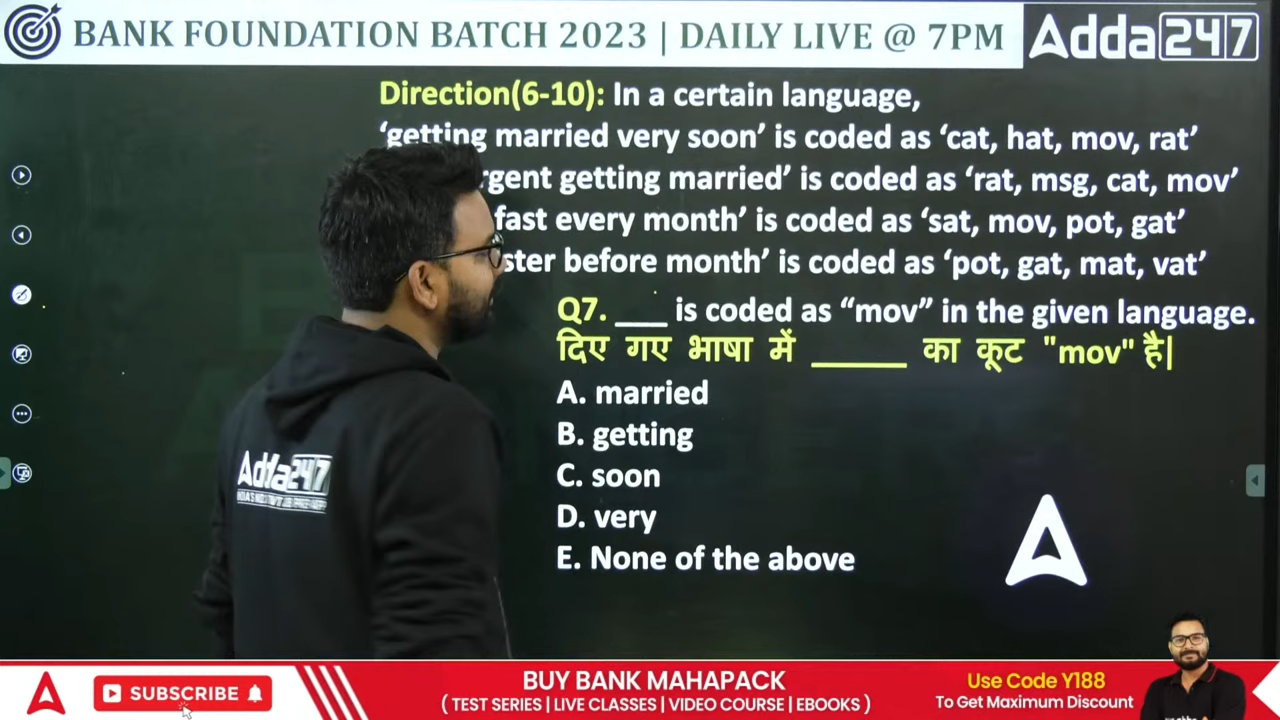 BANK FOUNDATION BATCH 2023 | DAILY LIVE @ 7PM
Adda247
Direction(6-10): In a certain language,
‘getting married very soon’ is coded as ‘cat, hat, mov, rat’
getting married’ is coded as ‘rat, msg, cat, mov’
fast every month’ is coded as ‘sat, mov, pot, gat’
before month’ is coded as ‘pot, gat, mat, vat’
Q7. ___ is coded as “mov” in the given language.
दिए गए भाषा में ______ का कूट "mov" है|
A. married
B. getting
C. soon
D. very
E. None of the above
Adda247
SUBSCRIBE
BUY BANK MAHAPACK
( TEST SERIES | LIVE CLASSES | VIDEO COURSE | EBOOKS )
Use Code Y188
To Get Maximum Discount